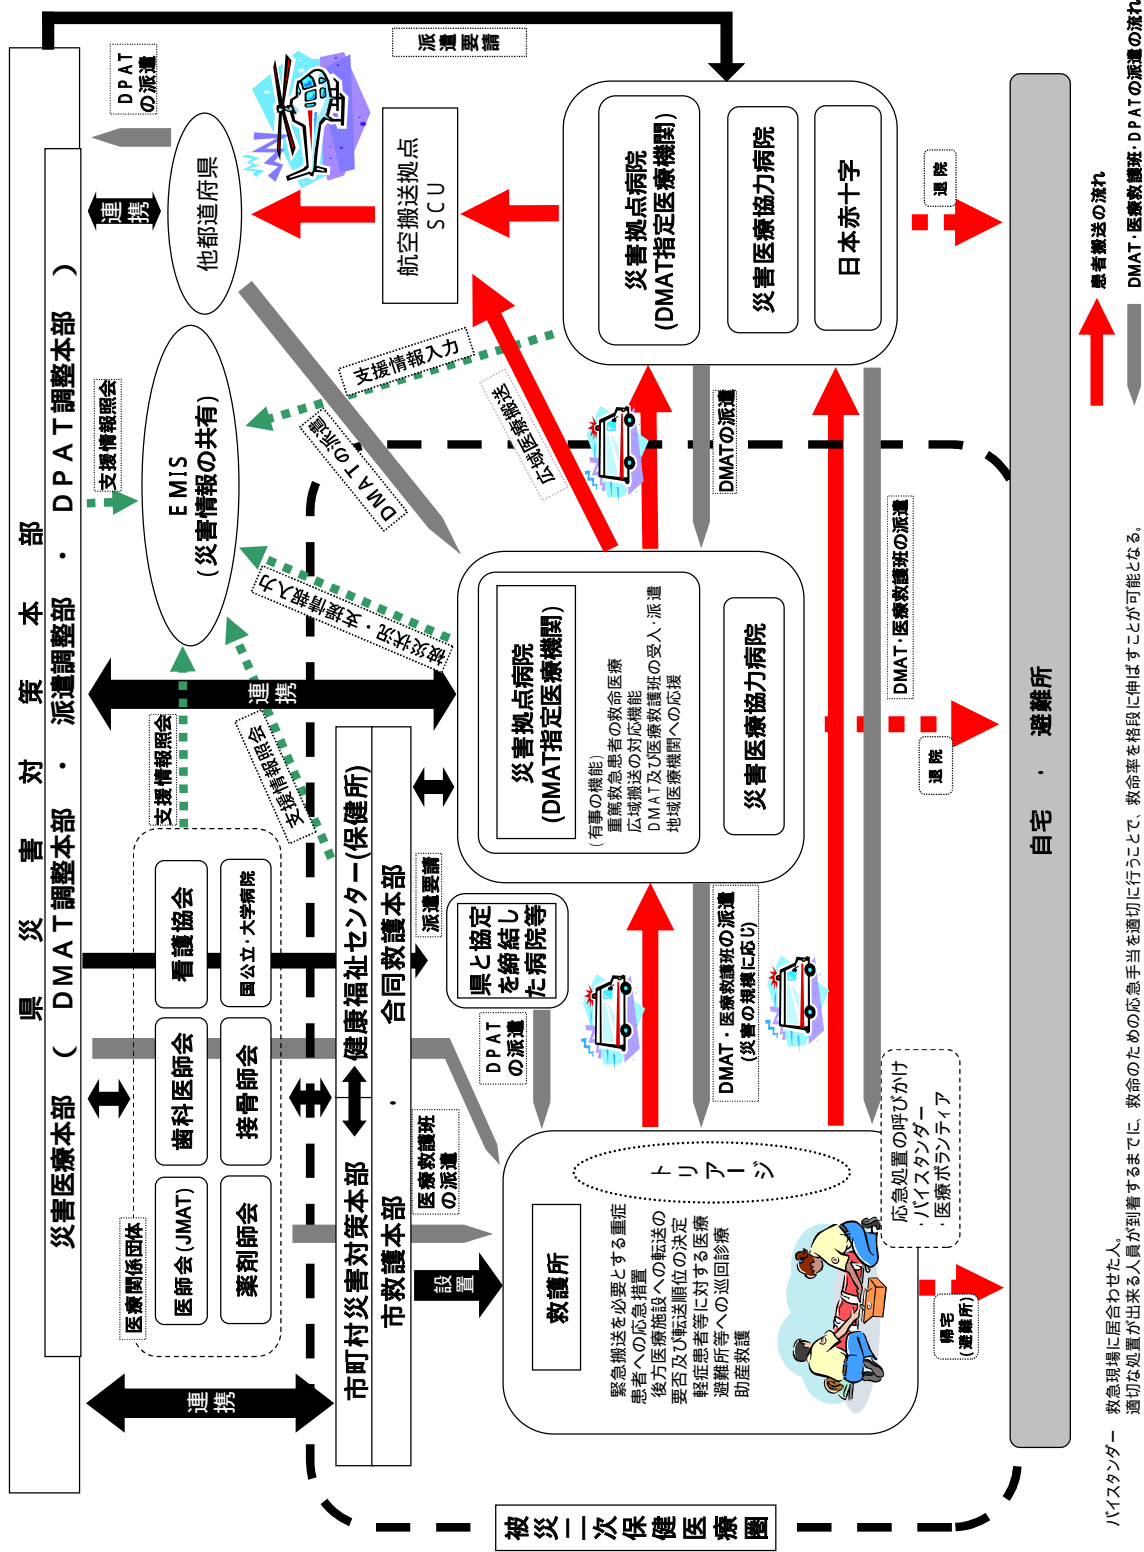 県災害対策本部
災害医療本部(DMAT調整本部・派遣調整部・DPAT調整本部)
連携
連携
連携
DPAT
の派遣
派遣要請
医療関係団体
医師会(JMAT)
歯科医師会
看護協会
薬剤師会
接骨師会
国公立・大学病院
支援情報照会
支援情報照会
支援情報照会
EMIS
(災害情報の共有)
他都道府県
被災状況・支援情報入力
DMATの派遣
支援情報入力
市町村災害対策本部
健康福祉センター(保健所)
市救護本部・合同救護本部
航空搬送拠点
SCU
設置
医療救護班
の派遣
派遣要請
DPAT
の派遣
県と協定
を締結し
た病院等
広域医療搬送
災害拠点病院
(DMAT指定医療機関)
(有事の機能)
重篤救急患者の救命医療
広域搬送の対応機能
DMAT及び医療救護班の受入・派遣
地域医療機関への応援
災害医療協力病院
災害拠点病院
(DMAT指定医療機関)
災害医療協力病院
日本赤十字
救護所
緊急搬送を必要とする重症
患者への応急措置
後方医療施設への転送の
要否及び転送順位の決定
軽症患者等に対する医療
避難所等への巡回診療
助産救護
トリアージ
DMAT・医療救護班の派遣
(災害の規模に応じ)
DMATの派遣
DMAT・医療救護班の派遣
応急処置の呼びかけ
・バイスタンダー
・医療ボランティア
帰宅
(避難所)
退院
退院
被災二次保健医療圏
自宅・避難所
患者搬送の流れ
DMAT・医療救護班・DPATの派遣の流れ
バイスタンダー 救急現場に居合わせた人。
適切な処置が出来る人員が到着するまでに、救命のための応急手当を適切に行うことで、救命率を格段に伸ばすことが可能となる。